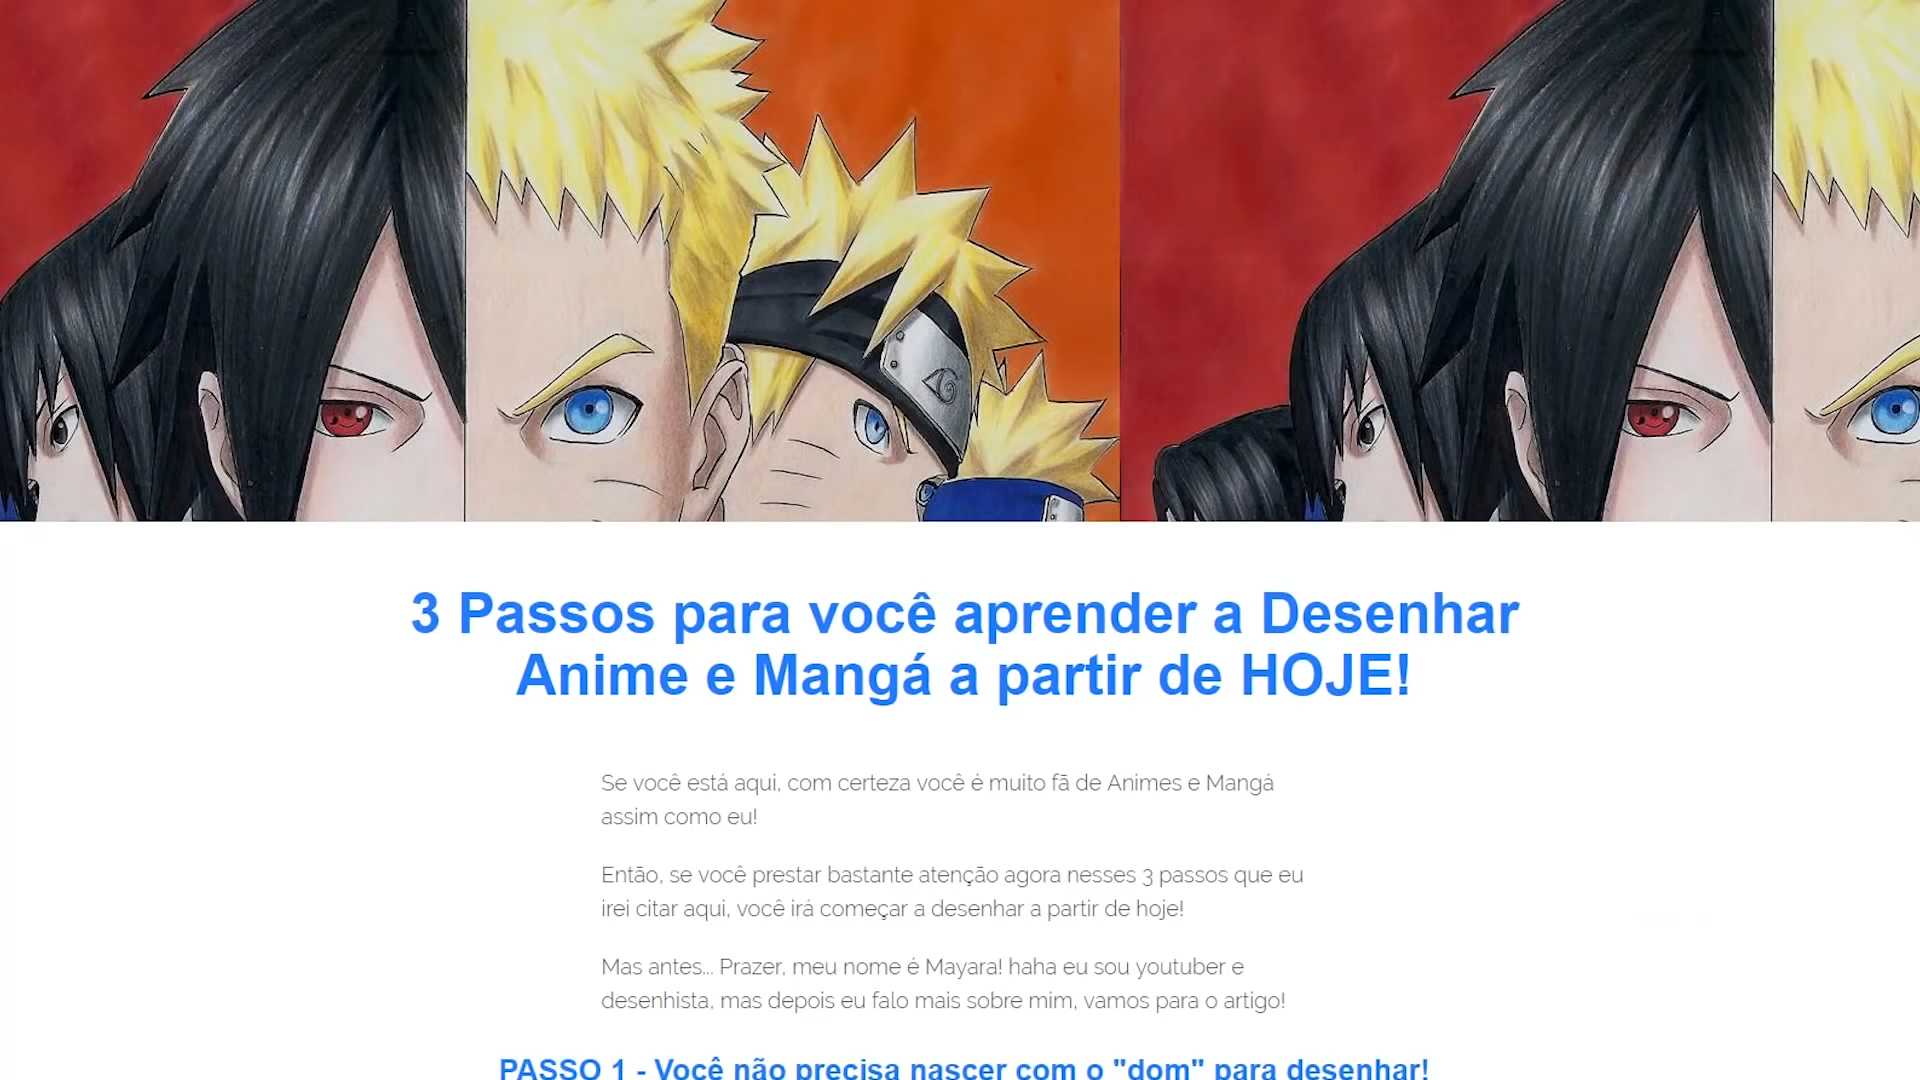 3 Passos para você aprender a Desenhar
Anime e Mangá a partir de HOJE!
Se você está aqui, com certeza você é muito fã de Animes e Mangá
assim como eu!
Então, se você prestar bastante atenção agora nesses 3 passos que eu
irei citar aqui, você irá começar a desenhar a partir de hoje!
Mas antes... Prazer, meu nome é Mayara! haha eu sou youtuber e
desenhista, mas depois eu falo mais sobre mim, vamos para o artigo!
PASSO 1 - Você não precisa nascer com o "dom" para desenhar!